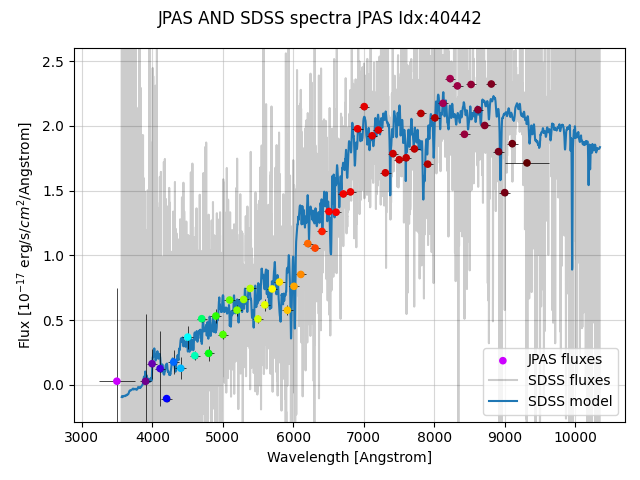 JPAS AND SDSS spectra JPAS Idx:40442
2.5
2.0
1.5
1.0
0.5
0.0
Flux [10⁻¹⁷ erg/s/cm²/Angstrom]
JPAS fluxes
SDSS fluxes
SDSS model
3000 4000 5000 6000 7000 8000 9000 10000
Wavelength [Angstrom]